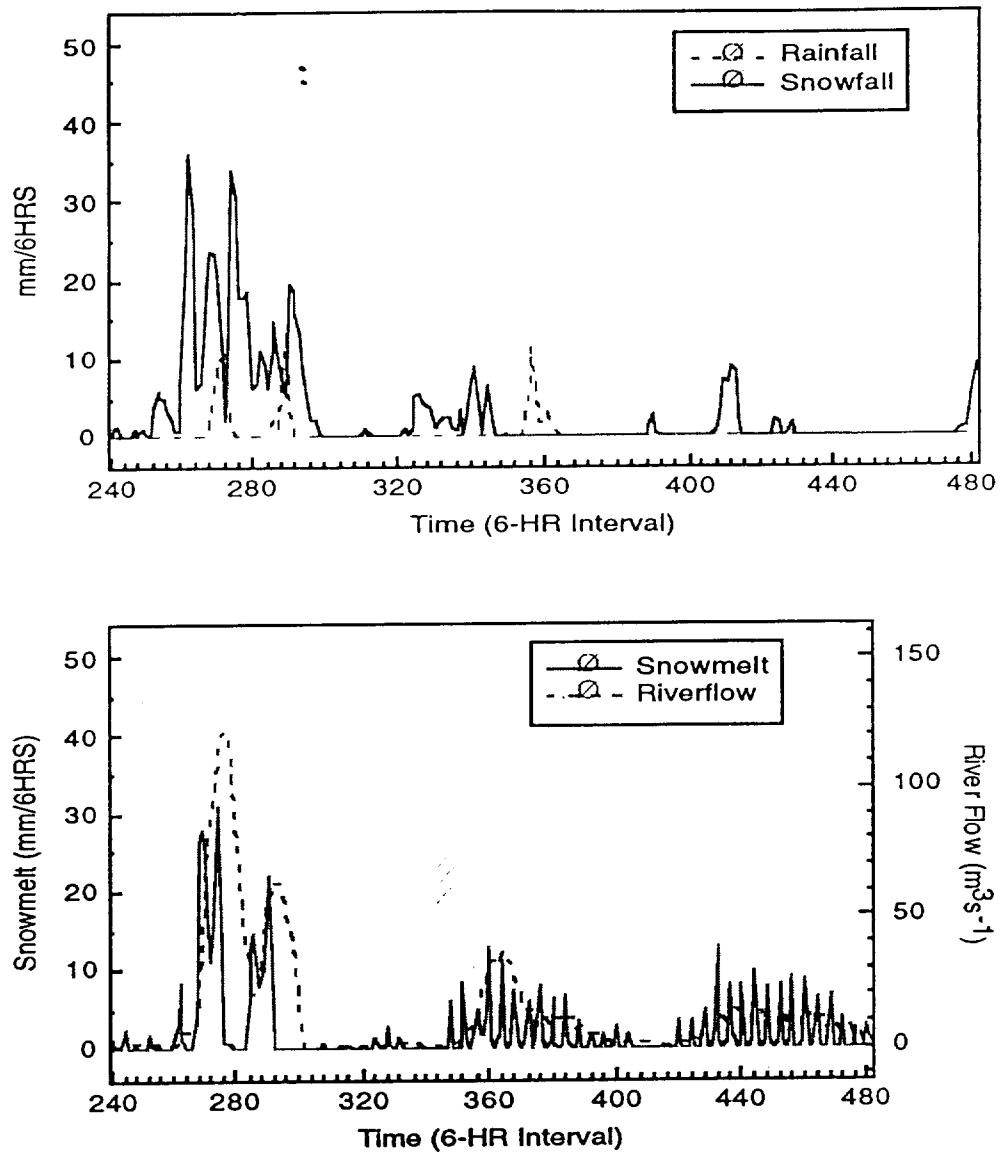 50
40
30
20
10
0
mm/6HRS
Rainfall
Snowfall
240 280 320 360 400 440 480
Time (6-HR Interval)
50
40
30
20
10
0
Snowmelt (mm/6HRS)
Snowmelt
Riverflow
150
100
50
0
River Flow (m³s⁻¹)
240 280 320 360 400 440 480
Time (6-HR Interval)